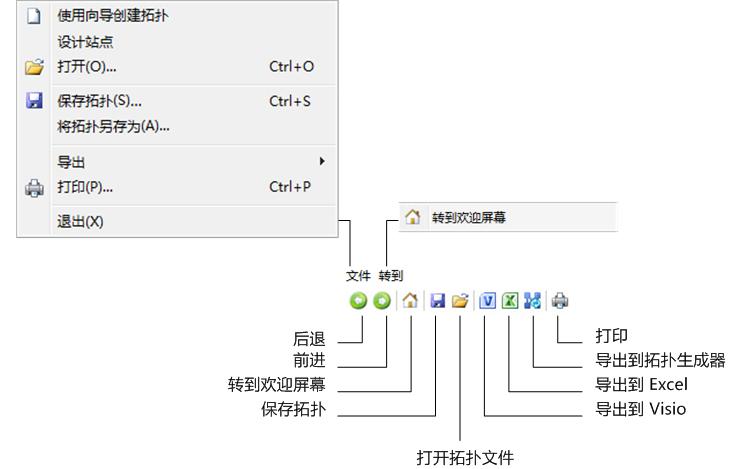 使用向导创建拓扑
设计站点
打开(O)... Ctrl+O
保存拓扑(S)... Ctrl+S
将拓扑另存为(A)...
导出
打印(P)... Ctrl+P
退出(X)
转到欢迎屏幕
文件 转到
后退
前进
转到欢迎屏幕
保存拓扑
打开拓扑文件
打印
导出到拓扑生成器
导出到 Excel
导出到 Visio